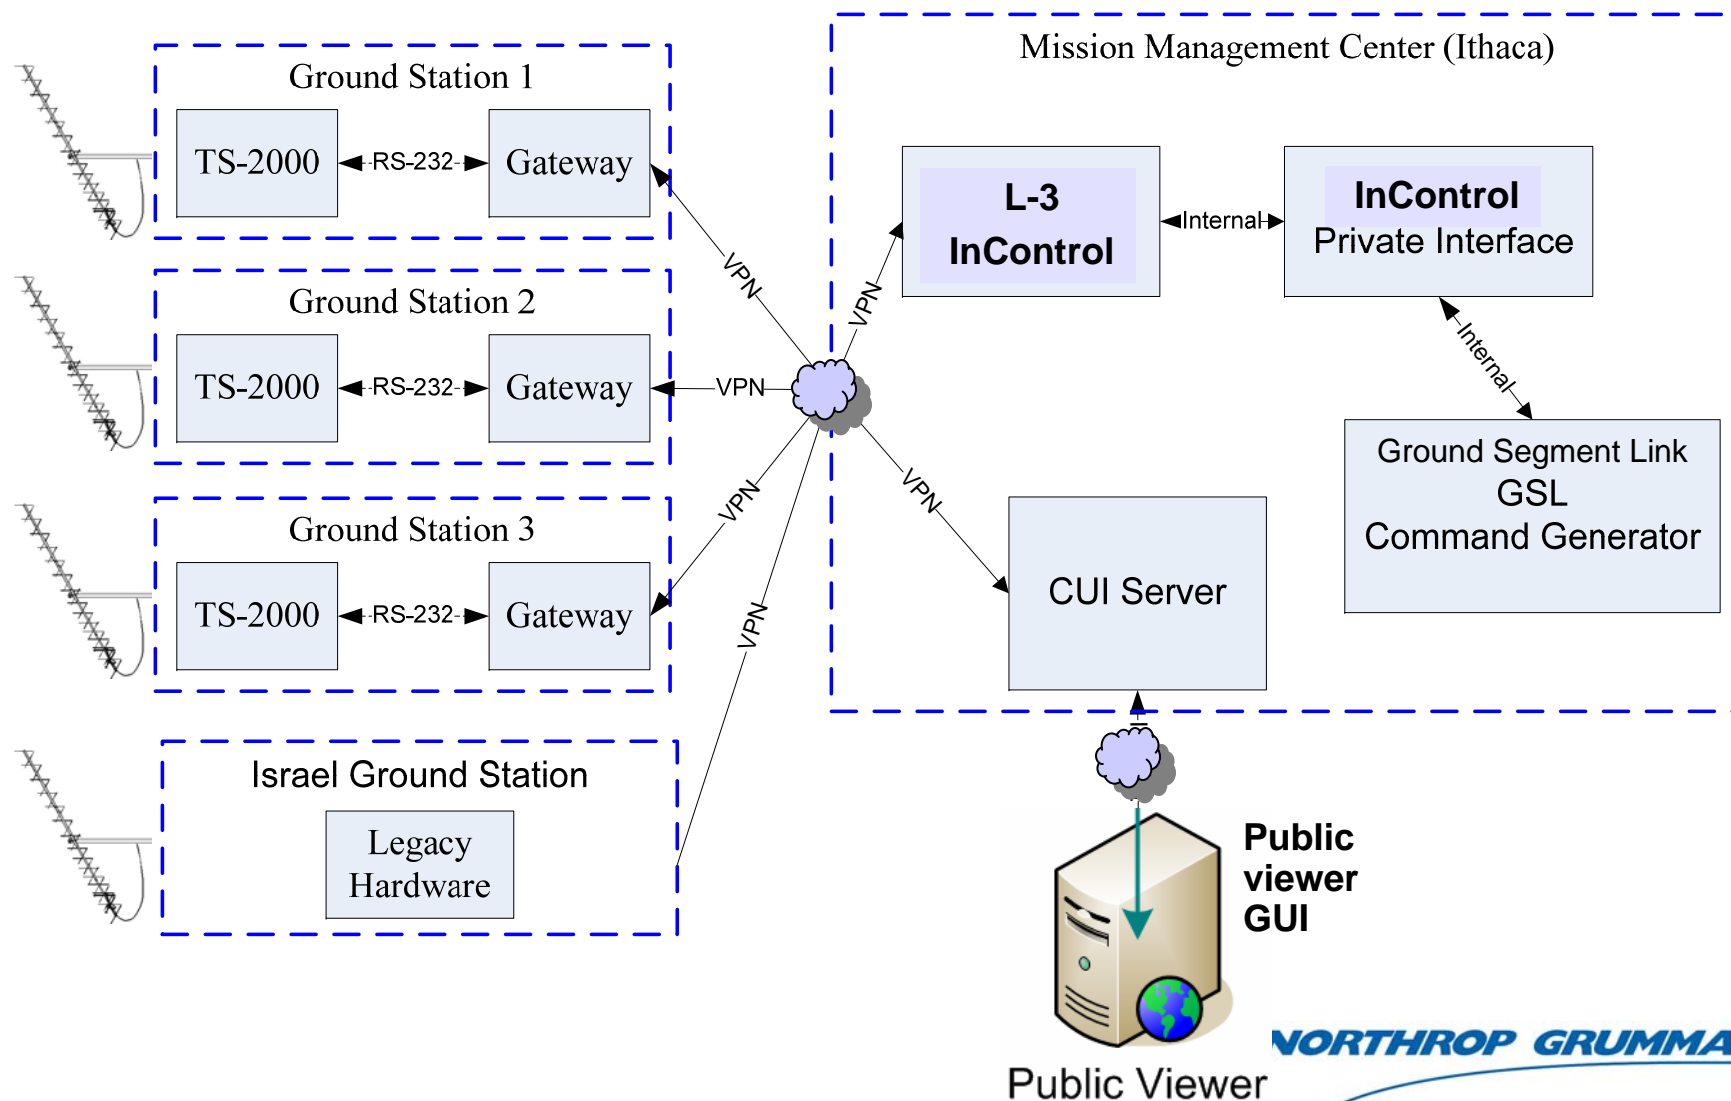 Ground Station 1
TS-2000
RS-232
Gateway
VPN
Ground Station 2
TS-2000
RS-232
Gateway
VPN
Ground Station 3
TS-2000
RS-232
Gateway
VPN
Israel Ground Station
Legacy
Hardware
VPN
Mission Management Center (Ithaca)
VPN
L-3
InControl
Internal
InControl
Private Interface
Internal
Ground Segment Link
GSL
Command Generator
VPN
CUI Server
Public
viewer
GUI
Public Viewer
NORTHROP GRUMMA